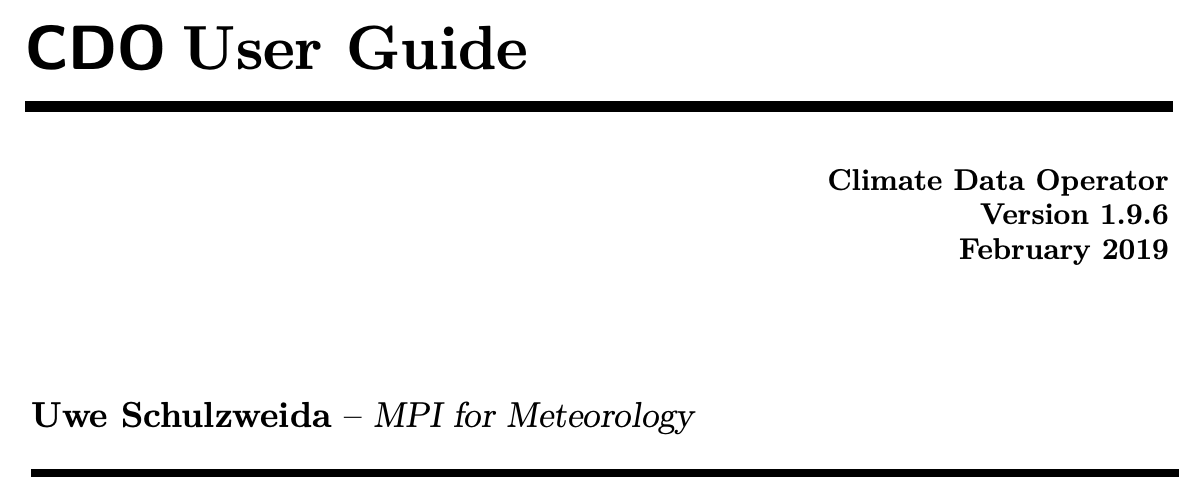 CDO User Guide
Climate Data Operator
Version 1.9.6
February 2019
Uwe Schulzweida – MPI for Meteorology